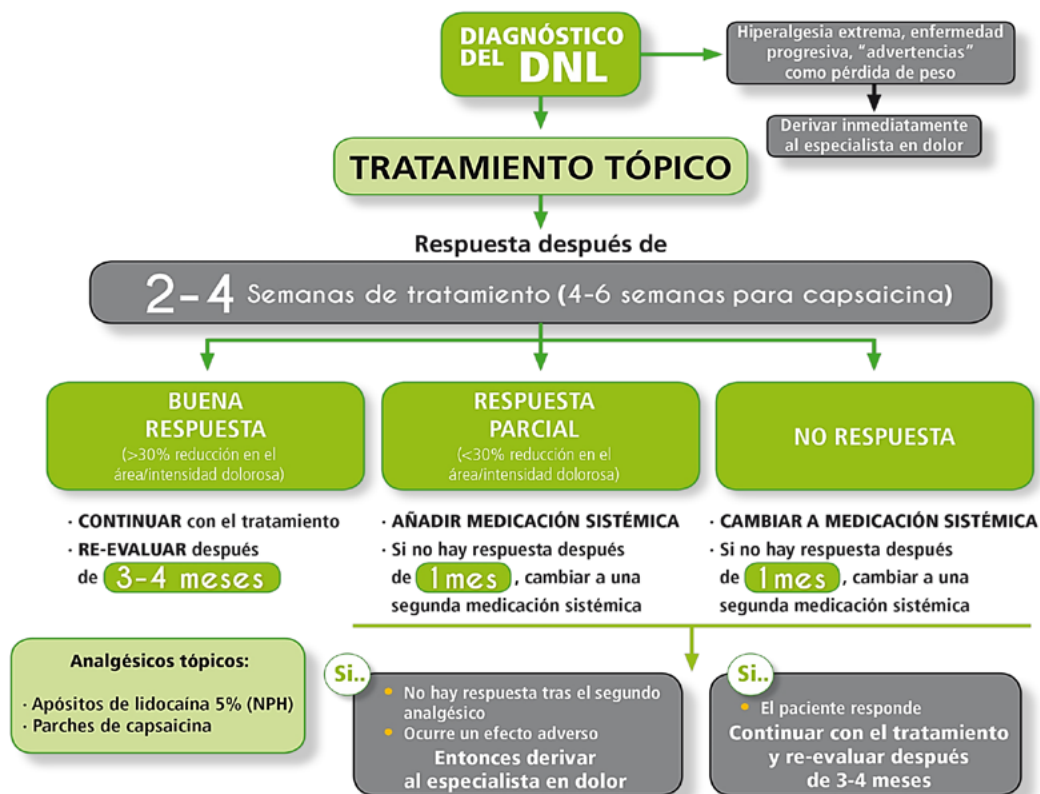 DIAGNÓSTICO
DEL DNL
Hiperalgesia extrema, enfermedad
progresiva, “advertencias”
como pérdida de peso
Derivar inmediatamente
al especialista en dolor
TRATAMIENTO TÓPICO
Respuesta después de
2-4 Semanas de tratamiento (4-6 semanas para capsaicina)
BUENA
RESPUESTA
(>30% reducción en el
área/intensidad dolorosa)
· CONTINUAR con el tratamiento
· RE-EVALUAR después
de 3-4 meses
RESPUESTA
PARCIAL
(<30% reducción en el
área/intensidad dolorosa)
· AÑADIR MEDICACIÓN SISTÉMICA
· Si no hay respuesta después
de 1 mes , cambiar a una
segunda medicación sistémica
NO RESPUESTA
· CAMBIAR A MEDICACIÓN SISTÉMICA
· Si no hay respuesta después
de 1 mes , cambiar a una
segunda medicación sistémica
Analgésicos tópicos:
· Apósitos de lidocaína 5% (NPH)
· Parches de capsaicina
Si..
• No hay respuesta tras el segundo
analgésico
• Ocurre un efecto adverso
Entonces derivar
al especialista en dolor
Si..
• El paciente responde
Continuar con el tratamiento
y re-evaluar después
de 3-4 meses